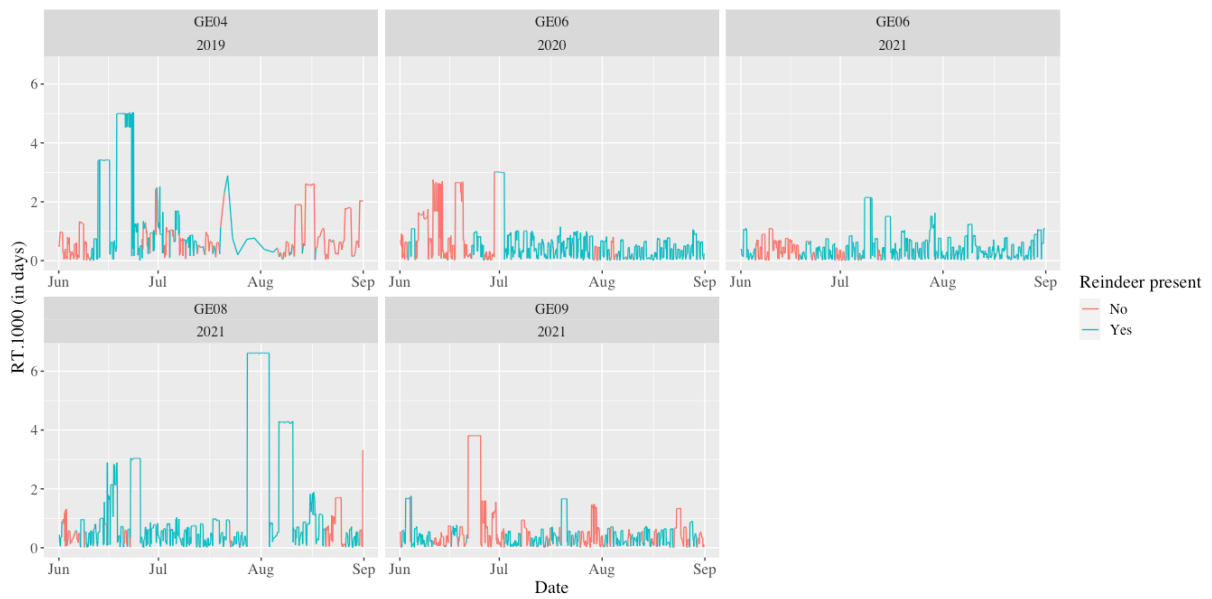 GE04
2019
GE06
2020
GE06
2021
6
4
2
0
Jun
Jul
Aug
Sep
Jun
Jul
Aug
Sep
Jun
Jul
Aug
Sep
GE08
2021
GE09
2021
6
4
2
0
Jun
Jul
Aug
Sep
Jun
Jul
Aug
Sep
RT.1000 (in days)
Date
Reindeer present
No
Yes